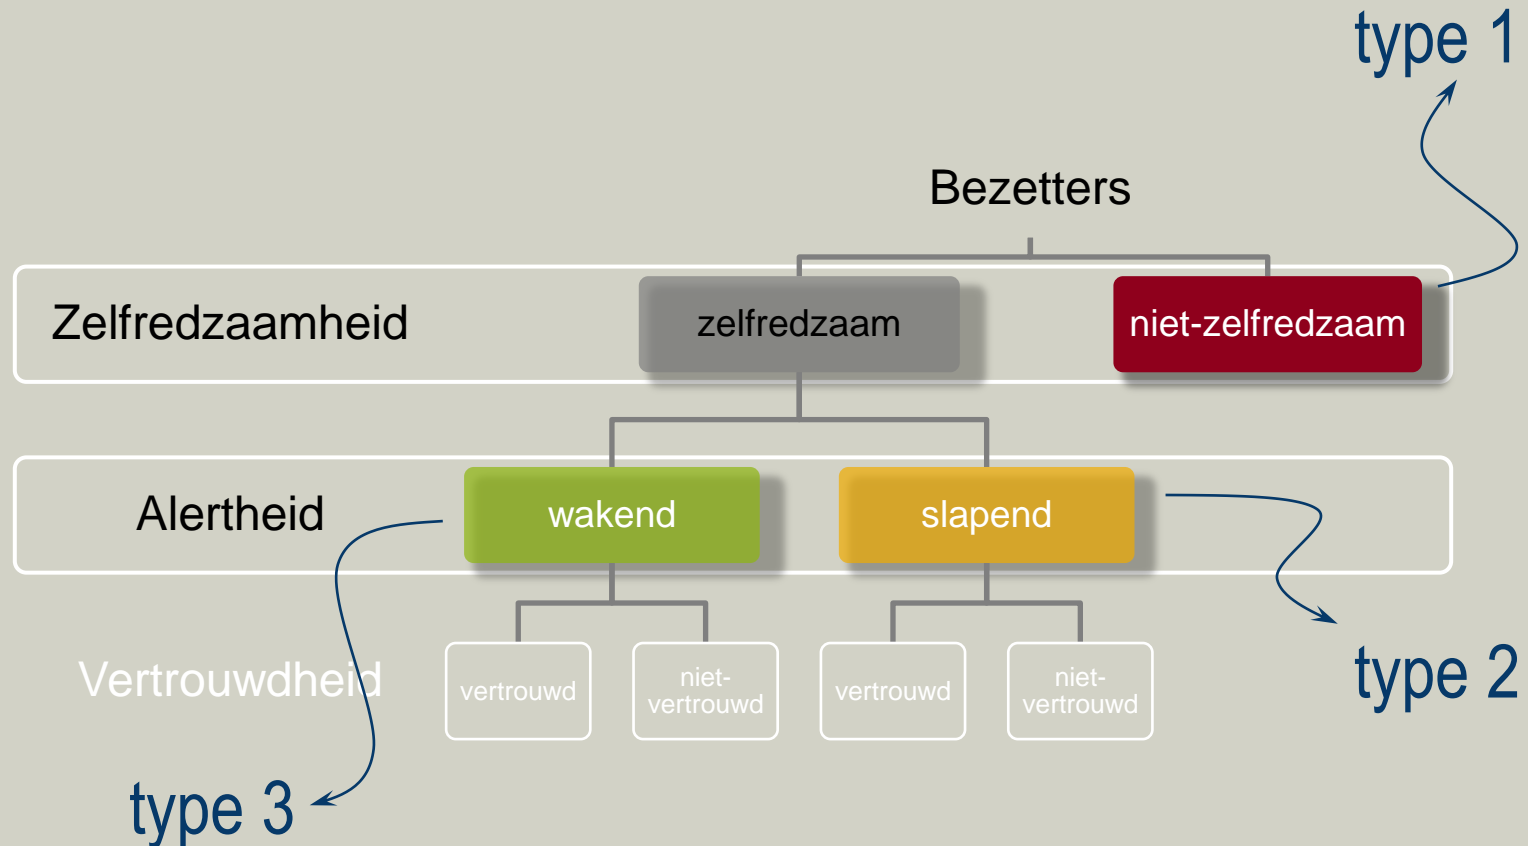 type 1
Bezetters
Zelfredzaamheid
zelfredzaam
niet-zelfredzaam
Alertheid
wakend
slapend
Vertrouwdheid
vertrouwd
niet-
vertrouwd
vertrouwd
niet-
vertrouwd
type 2
type 3